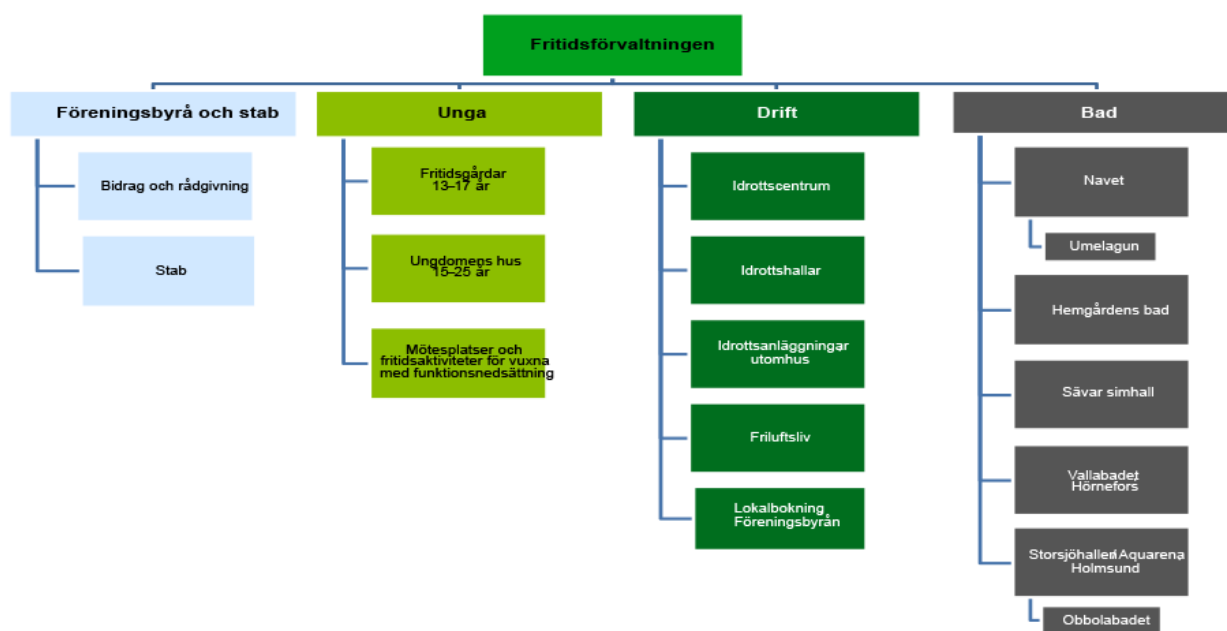 Fritidsförvaltningen
Föreningsbyrå och stab
Bidrag och rådgivning
Stab
Unga
Fritidsgårdar
13–17 år
Ungdomens hus
15–25 år
Mötesplatser och
fritidsaktiviteter för vuxna
med funktionsnedsättning
Drift
Idrottscentrum
Idrottshallar
Idrottsanläggningar,
utomhus
Friluftsliv
Lokalbokning,
Föreningsbyrån
Bad
Navet
Umelagun
Hemgårdens bad
Sävar simhall
Vallabadet,
Hörnefors
Storsjöhallen/Aquarena,
Holmsund
Obbolabadet